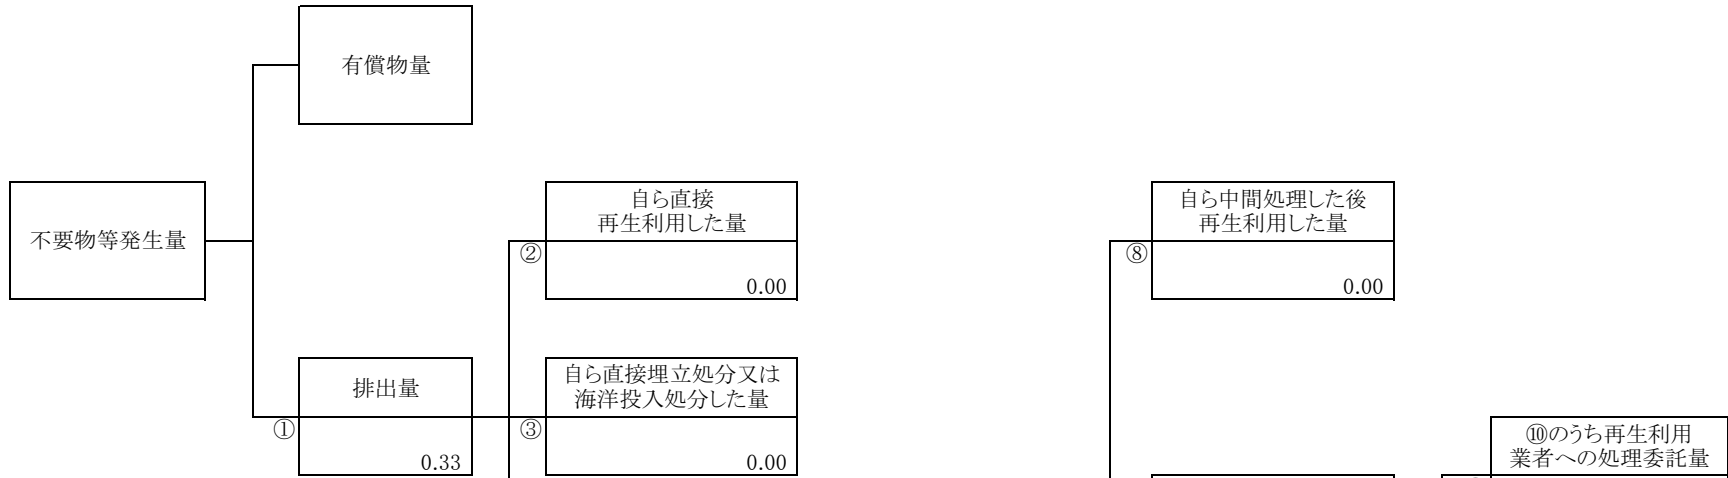 有償物量
不要物等発生量
自ら直接
再生利用した量
②
0.00
自ら中間処理した後
再生利用した量
⑧
0.00
排出量
①
0.33
自ら直接埋立処分又は
海洋投入処分した量
③
0.00
⑩のうち再生利用
業者への処理委託量